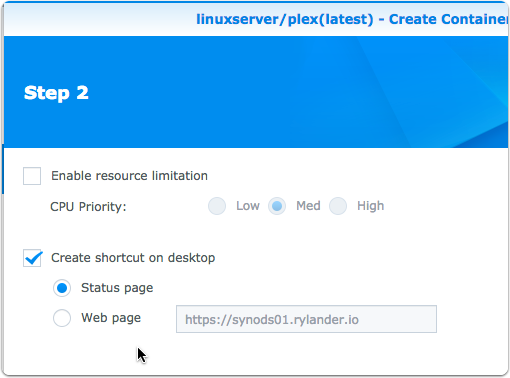 linuxserver/plex(latest) - Create Container
Step 2
Enable resource limitation
CPU Priority: Low Med High
Create shortcut on desktop
Status page
Web page https://synods01.rylander.io